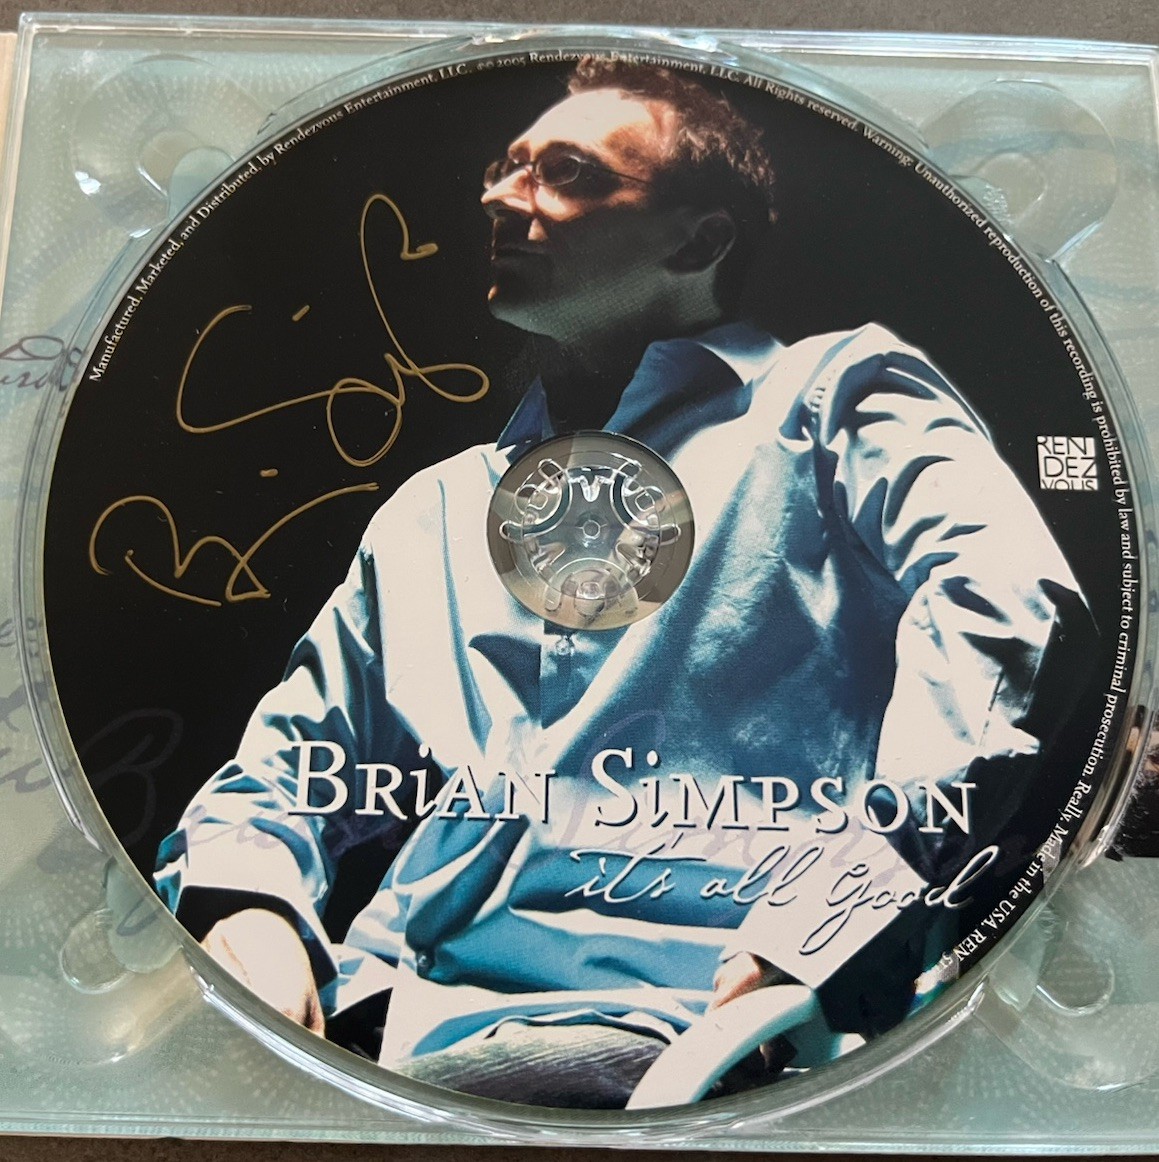 Manufactured, Marketed, and Distributed, by Rendezvous Entertainment, LLC. ℗© 2005 Rendezvous Entertainment, LLC. All Rights reserved. Warning: Unauthorized reproduction of this recording is prohibited by law and subject to criminal prosecution. Really. Made in the USA. REN
Brian Simpson
REN
DEZ
VOUS
BRiAN SiMPSON
it's all Good